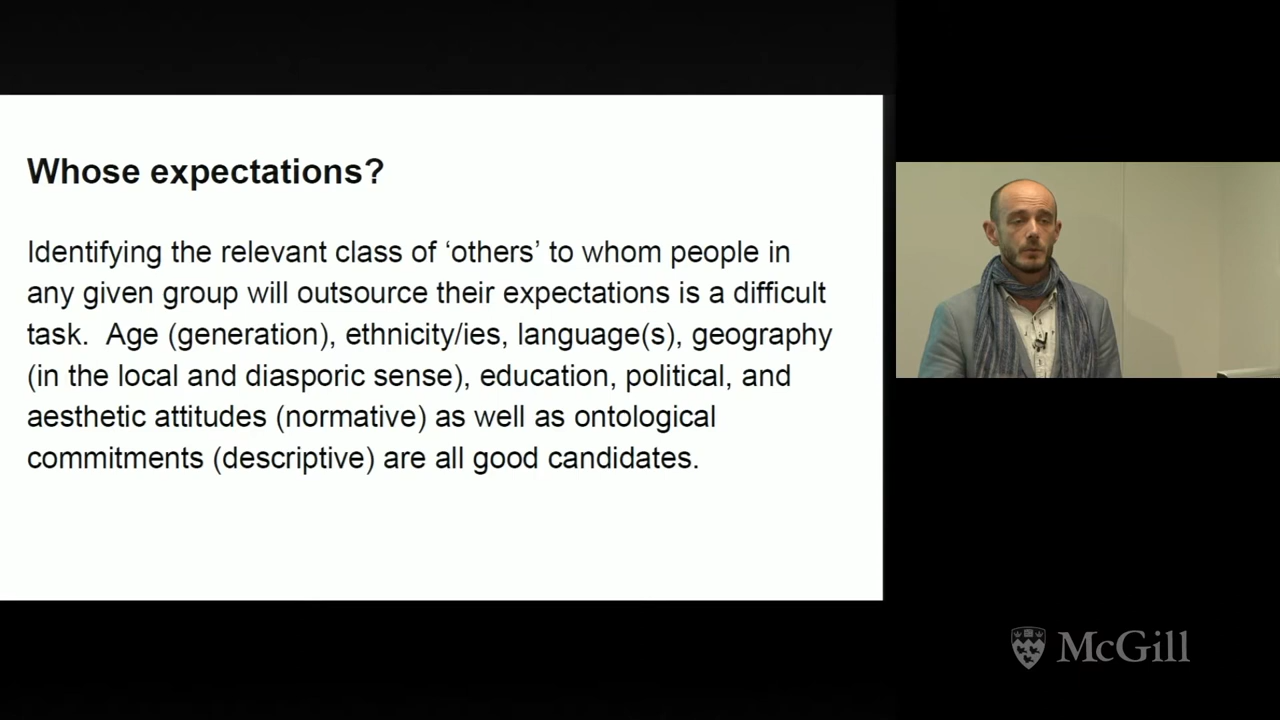 Whose expectations?
Identifying the relevant class of ‘others’ to whom people in
any given group will outsource their expectations is a difficult
task.  Age (generation), ethnicity/ies, language(s), geography
(in the local and diasporic sense), education, political, and
aesthetic attitudes (normative) as well as ontological
commitments (descriptive) are all good candidates.
McGill